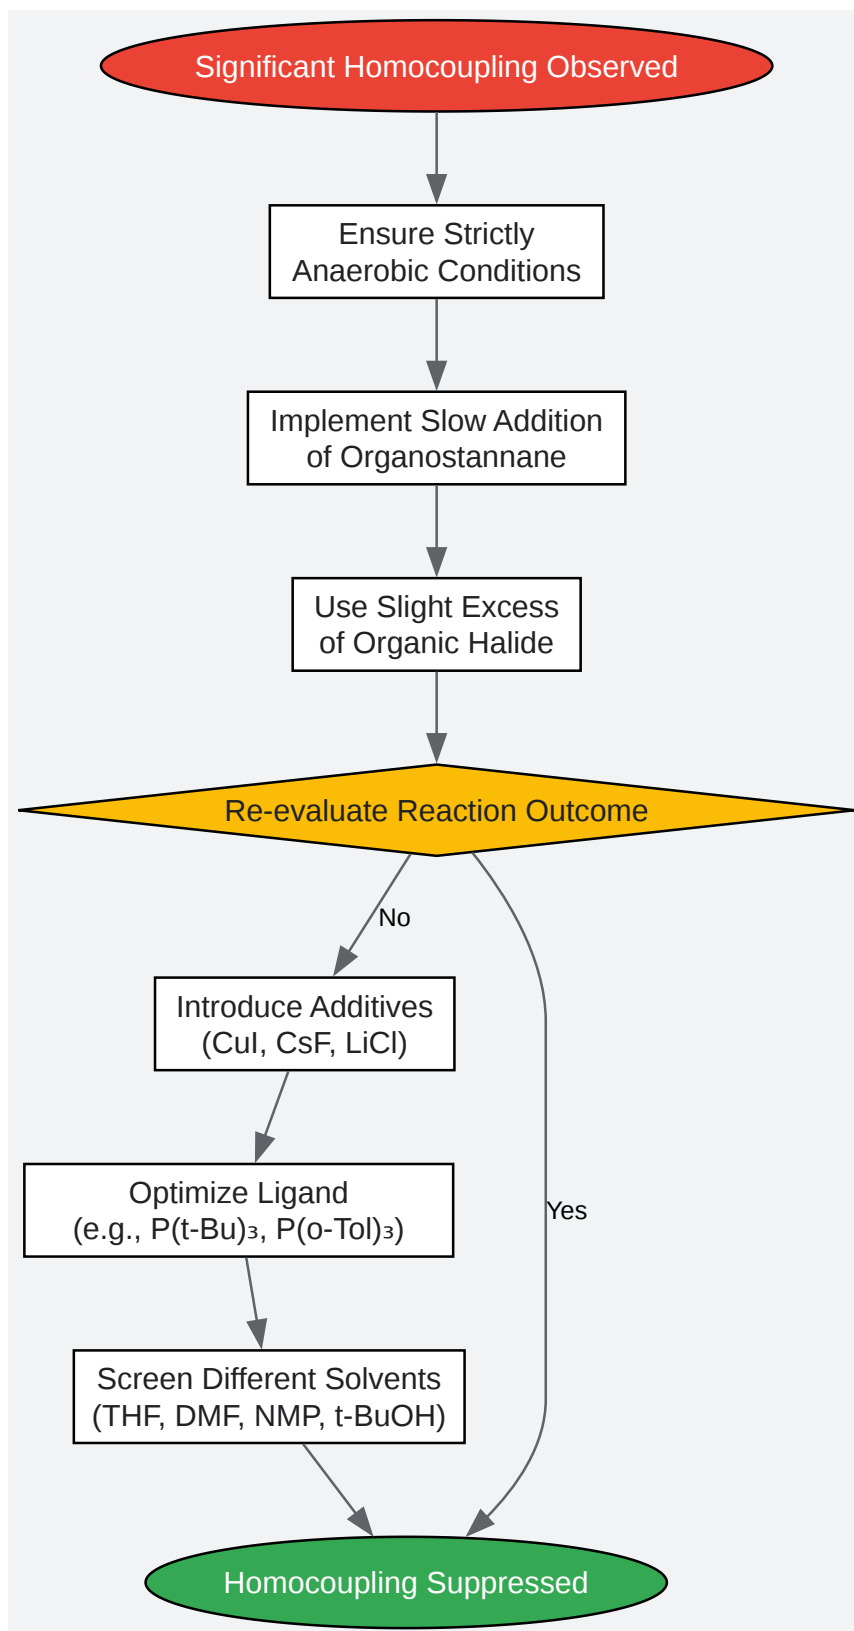 Significant Homocoupling Observed
Ensure Strictly
Anaerobic Conditions
Implement Slow Addition
of Organostannane
Use Slight Excess
of Organic Halide
Re-evaluate Reaction Outcome
No
Introduce Additives
(CuI, CsF, LiCl)
Optimize Ligand
(e.g., P(t-Bu)₃, P(o-Tol)₃)
Yes
Screen Different Solvents
(THF, DMF, NMP, t-BuOH)
Homocoupling Suppressed